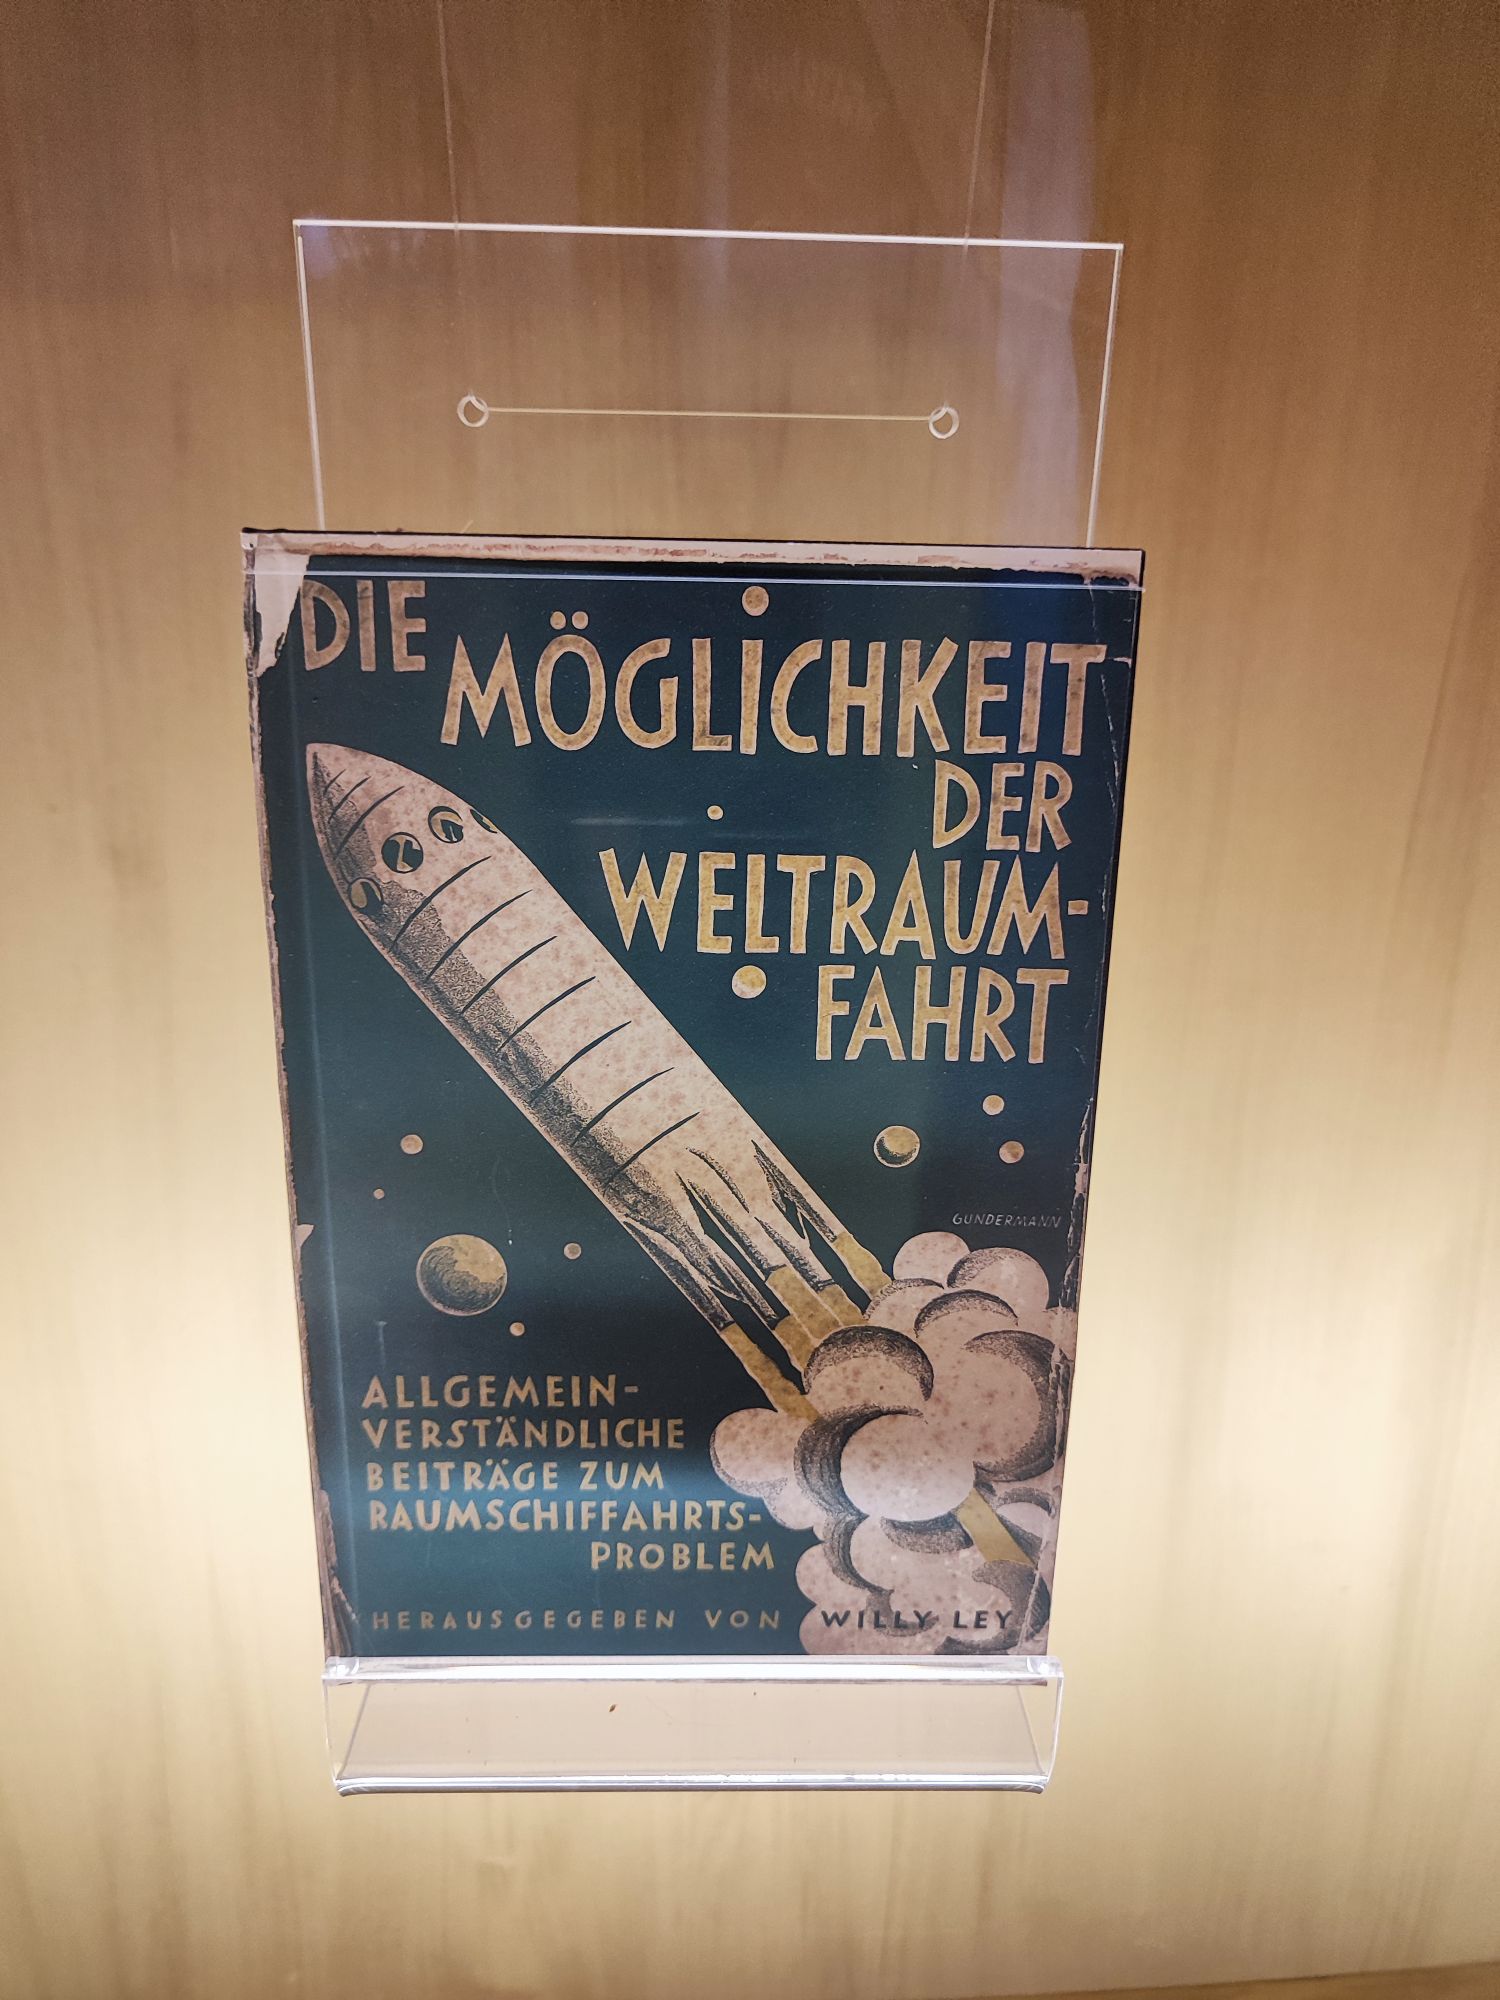 DIE
MÖGLICHKEIT
DER
WELTRAUM-
FAHRT
GUNDERMANN
ALLGEMEIN-
VERSTÄNDLICHE
BEITRÄGE ZUM
RAUMSCHIFFAHRTS-
PROBLEM
HERAUSGEGEBEN VON WILLY LEY